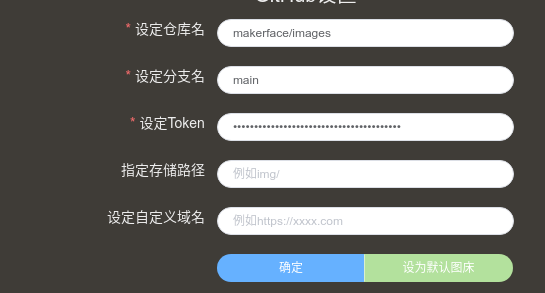 GitHub设置
* 设定仓库名 makerface/images
* 设定分支名 main
* 设定Token ••••••••••••••••••••••••••••••••••••••••
指定存储路径 例如img/
设定自定义域名 例如https://xxxx.com
确定 设为默认图床